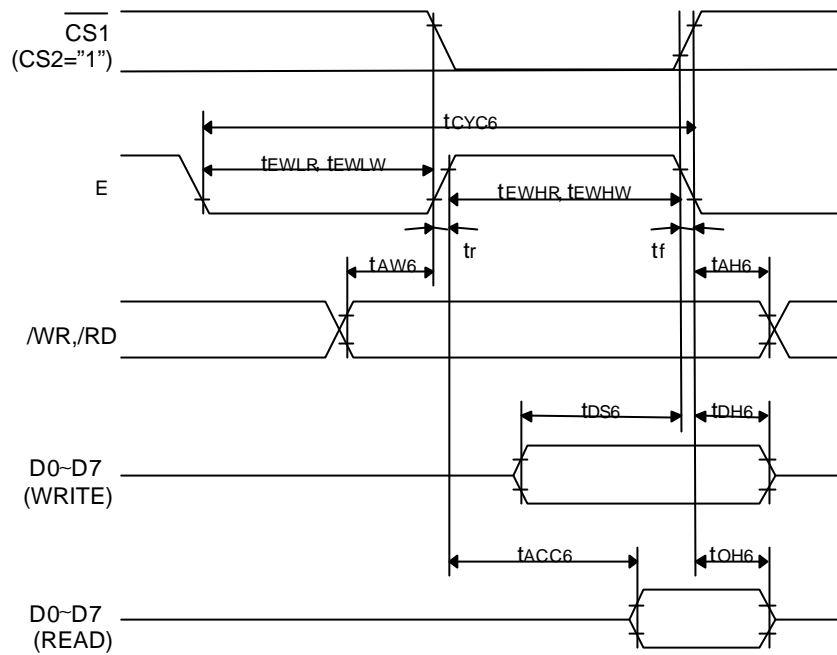 CS1
(CS2="1")
tCYC6
tEWLR, tEWLW
E
tEWHR, tEWHW
tr
tf
tAW6
tAH6
/WR,/RD
tDS6
tDH6
D0~D7
(WRITE)
tACC6
tOH6
D0~D7
(READ)